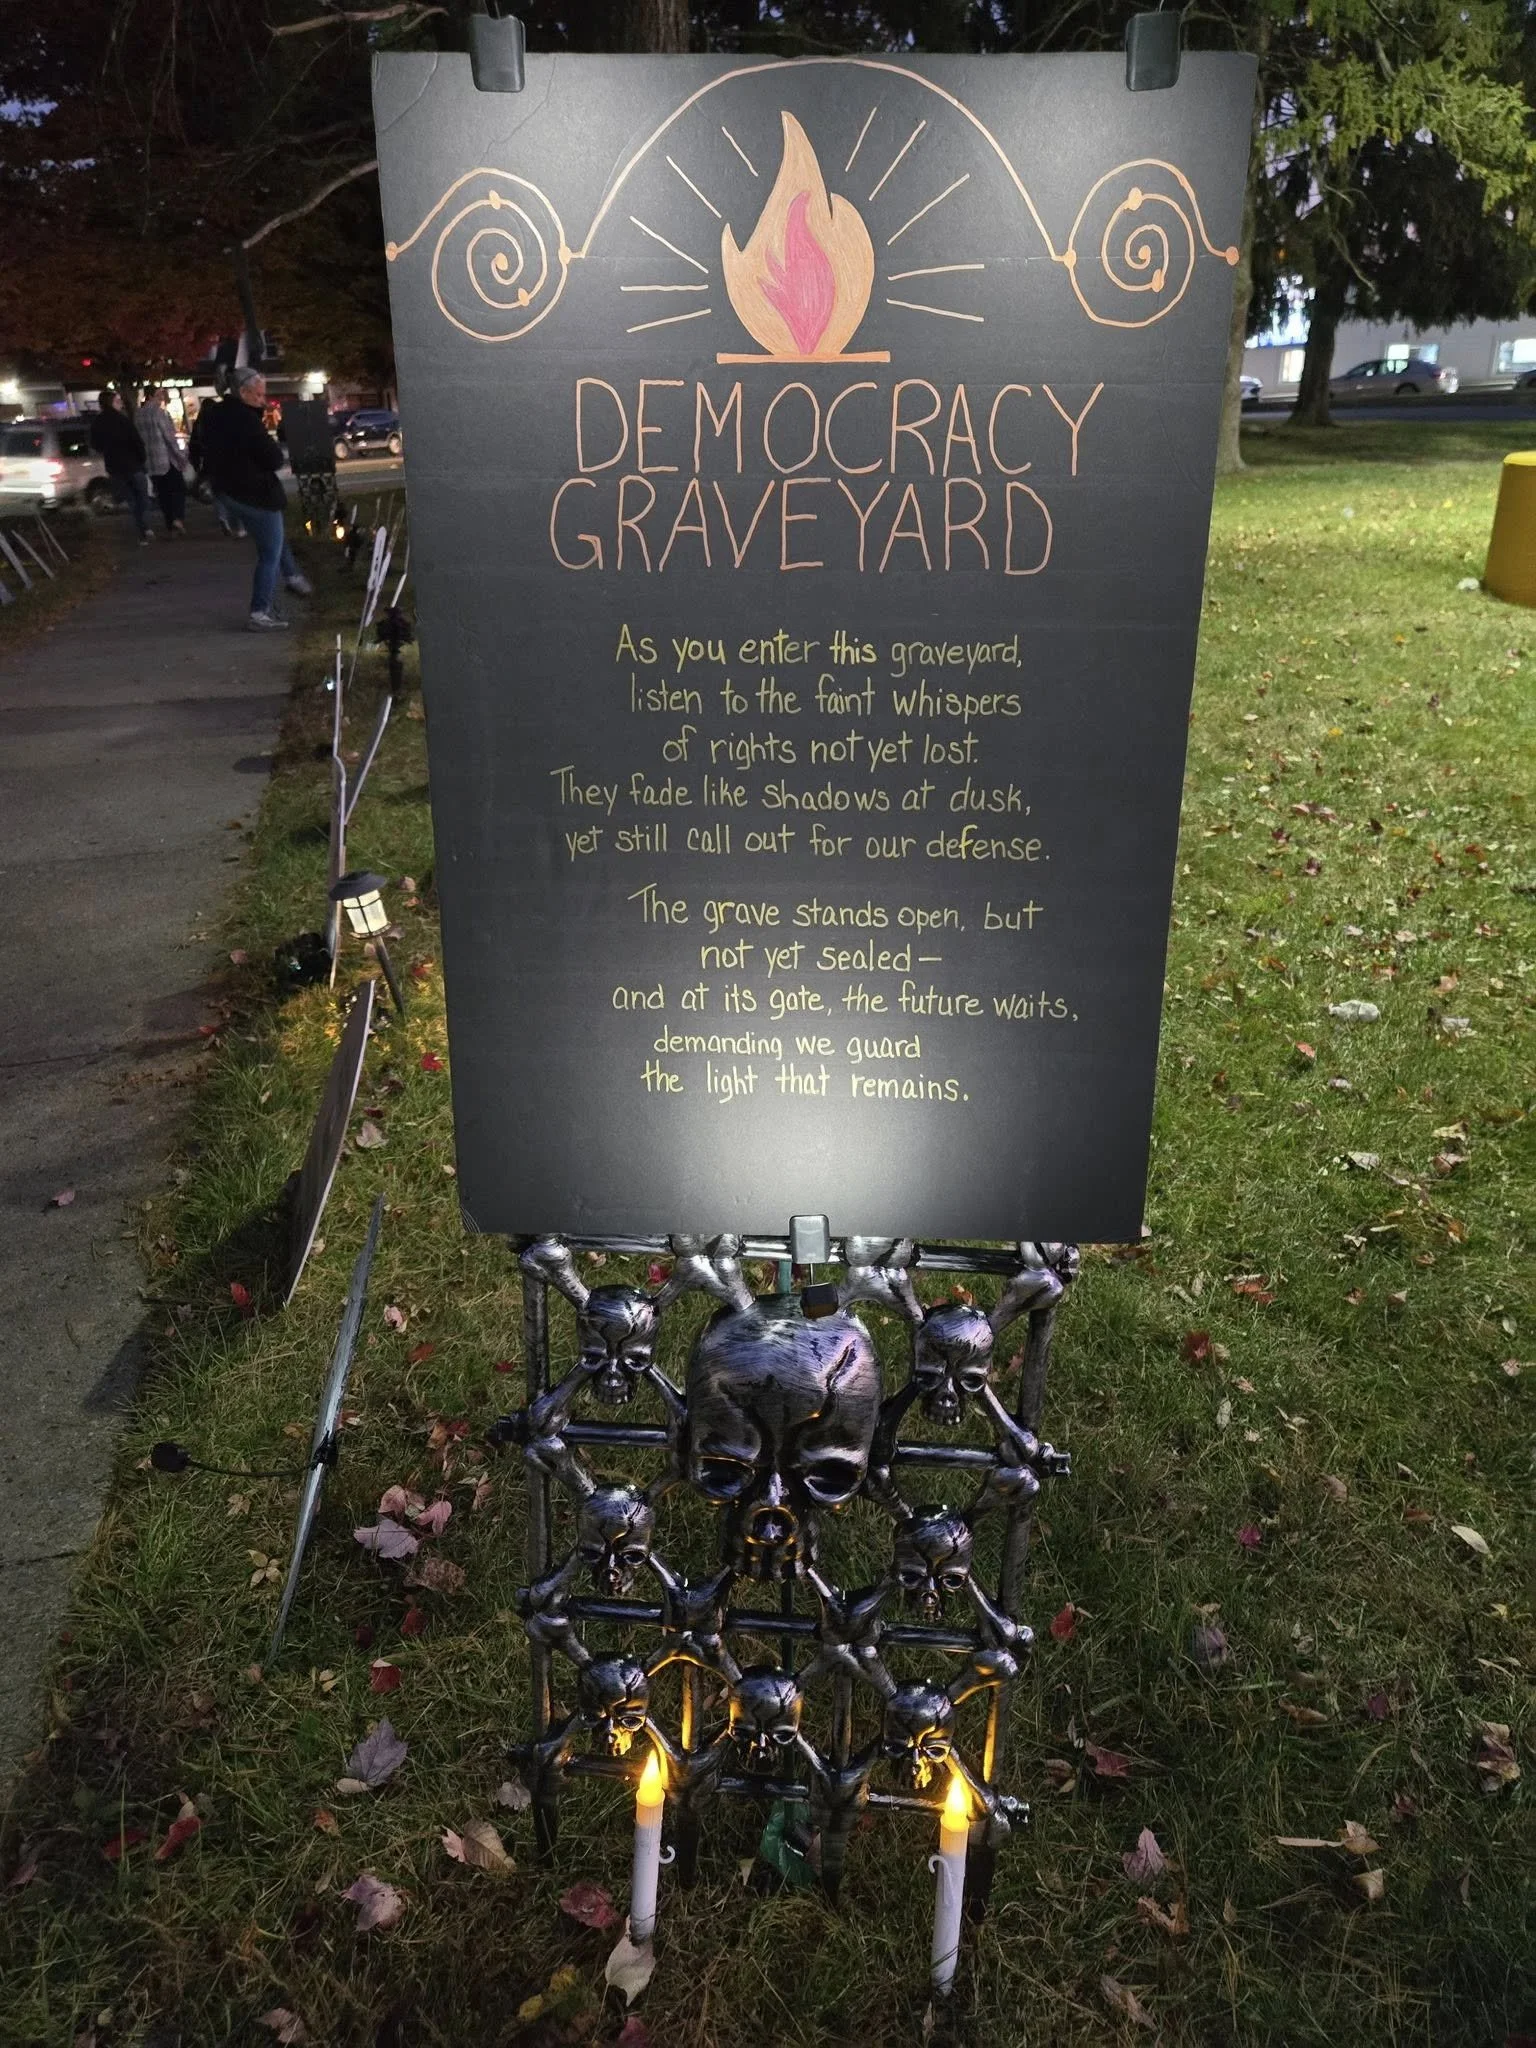 DEMOCRACY
GRAVEYARD
As you enter this graveyard,
listen to the faint whispers
of rights not yet lost.
They fade like shadows at dusk,
yet still call out for our defense.
The grave stands open, but
not yet sealed—
and at its gate, the future waits,
demanding we guard
the light that remains.